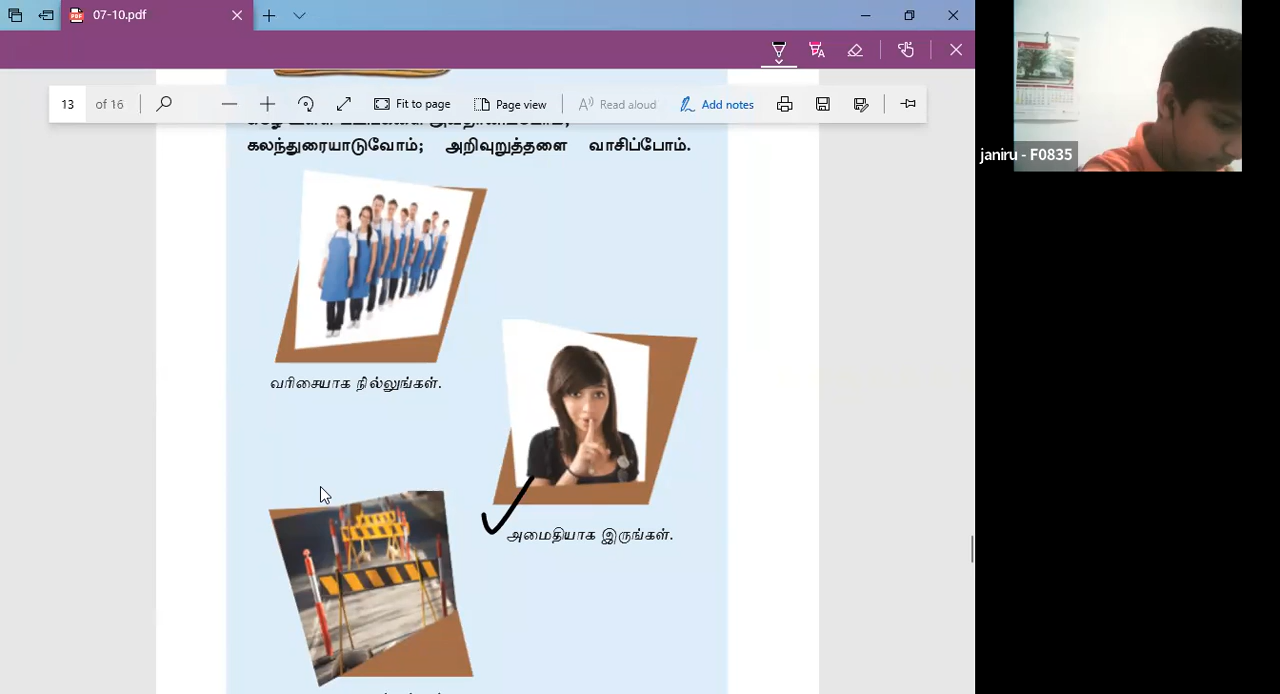 07-10.pdf
13 of 16
Fit to page
Page view
Read aloud
Add notes
கலந்துரையாடுவோம்; அறிவுறுத்தலை வாசிப்போம்.
janiru - F0835
வரிசையாக நில்லுங்கள்.
அமைதியாக இருங்கள்.